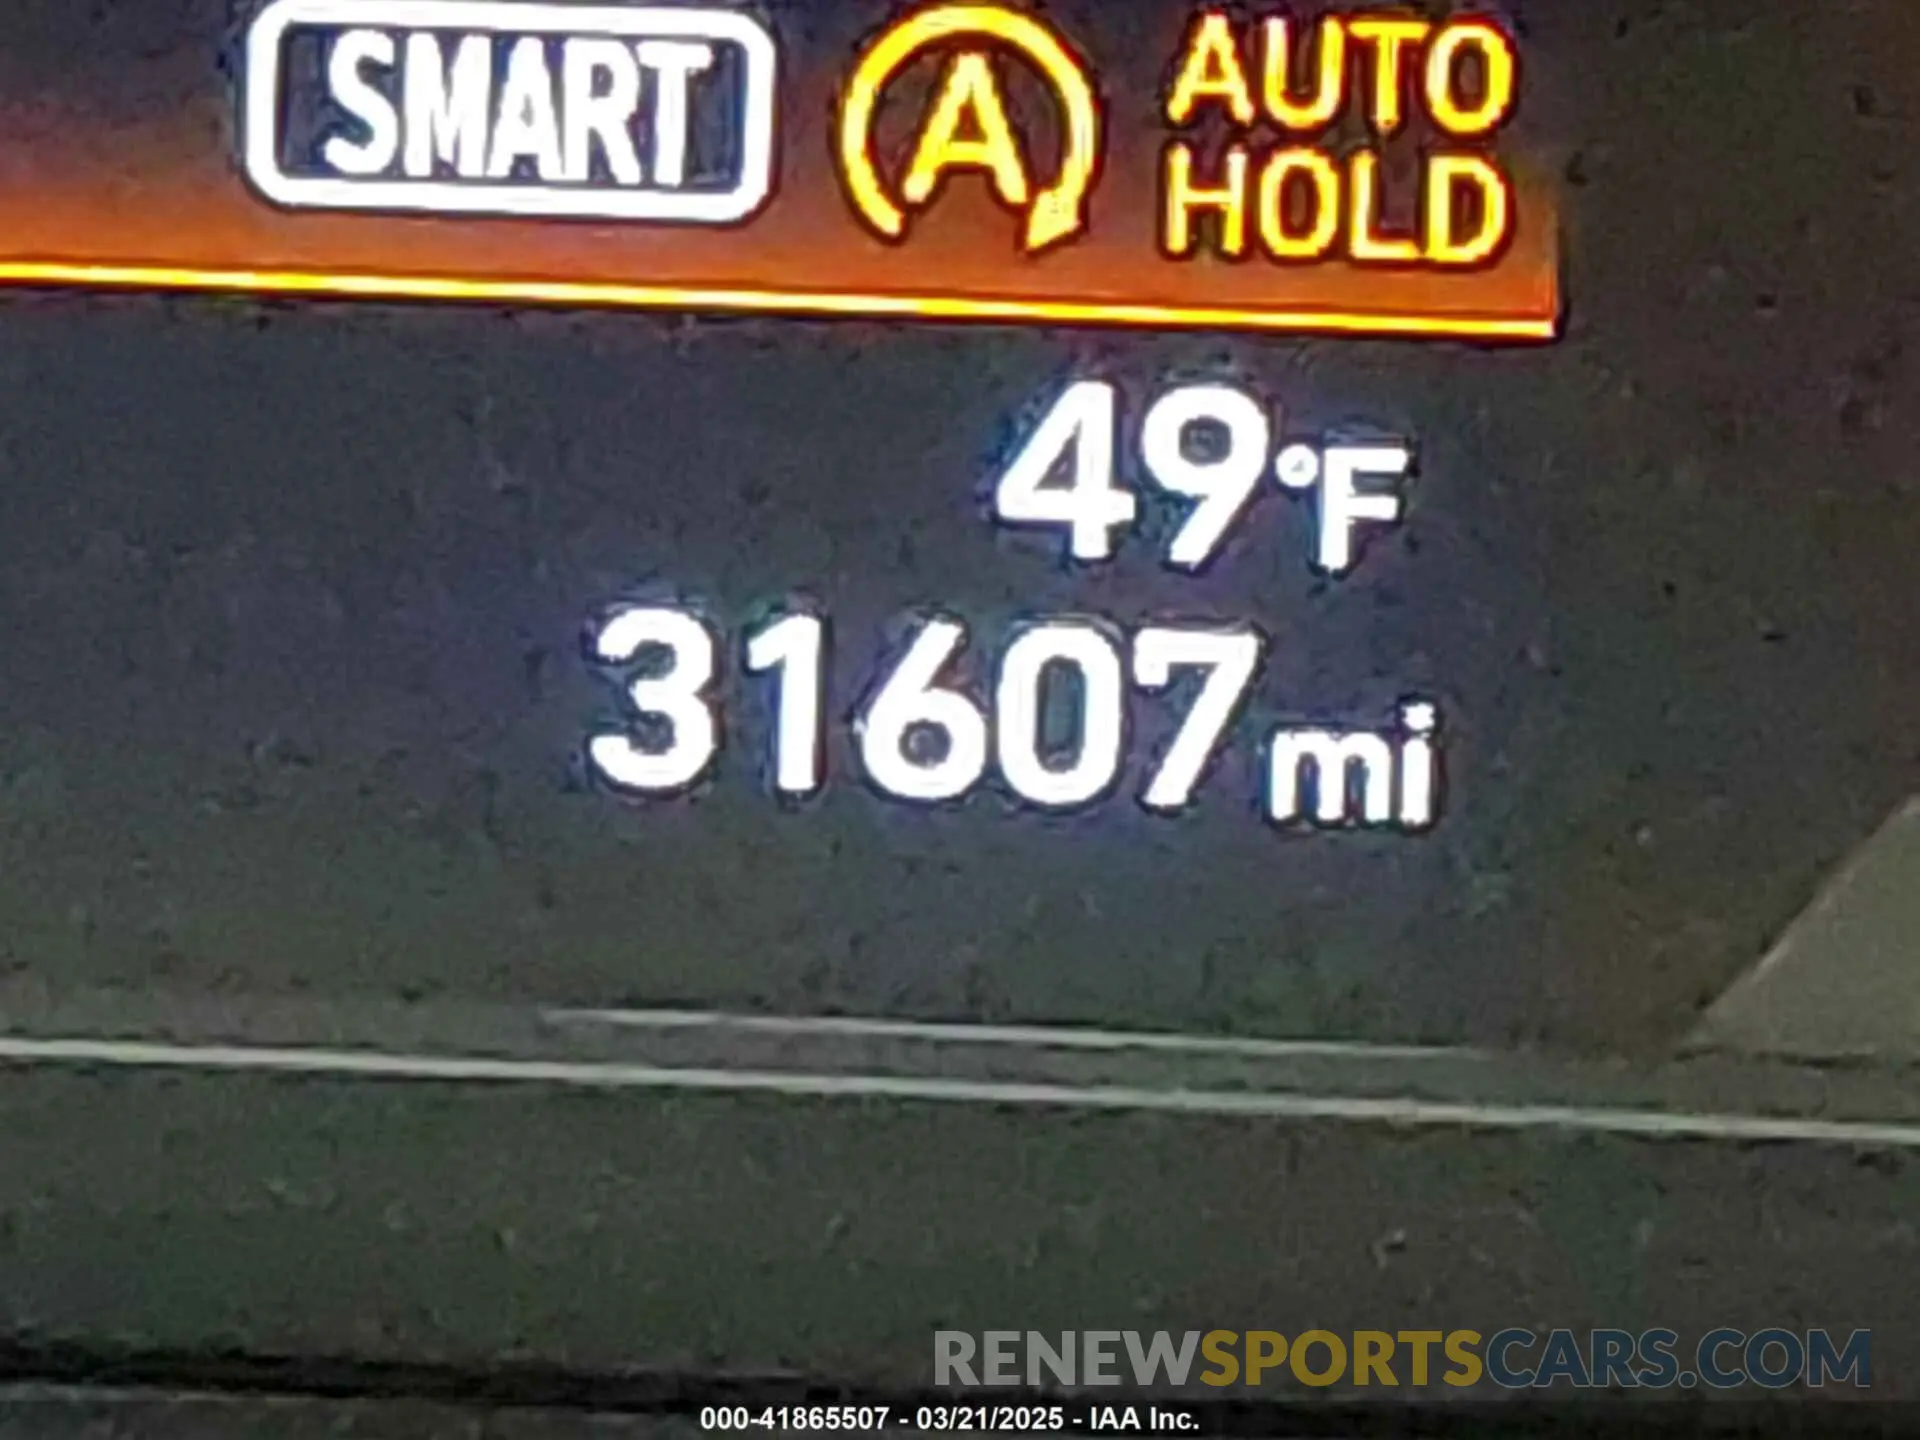 SMART A AUTO
HOLD
49°F
31607 mi
RENEWSPORTSCARS.COM
000-41865507 - 03/21/2025 - IAA Inc.